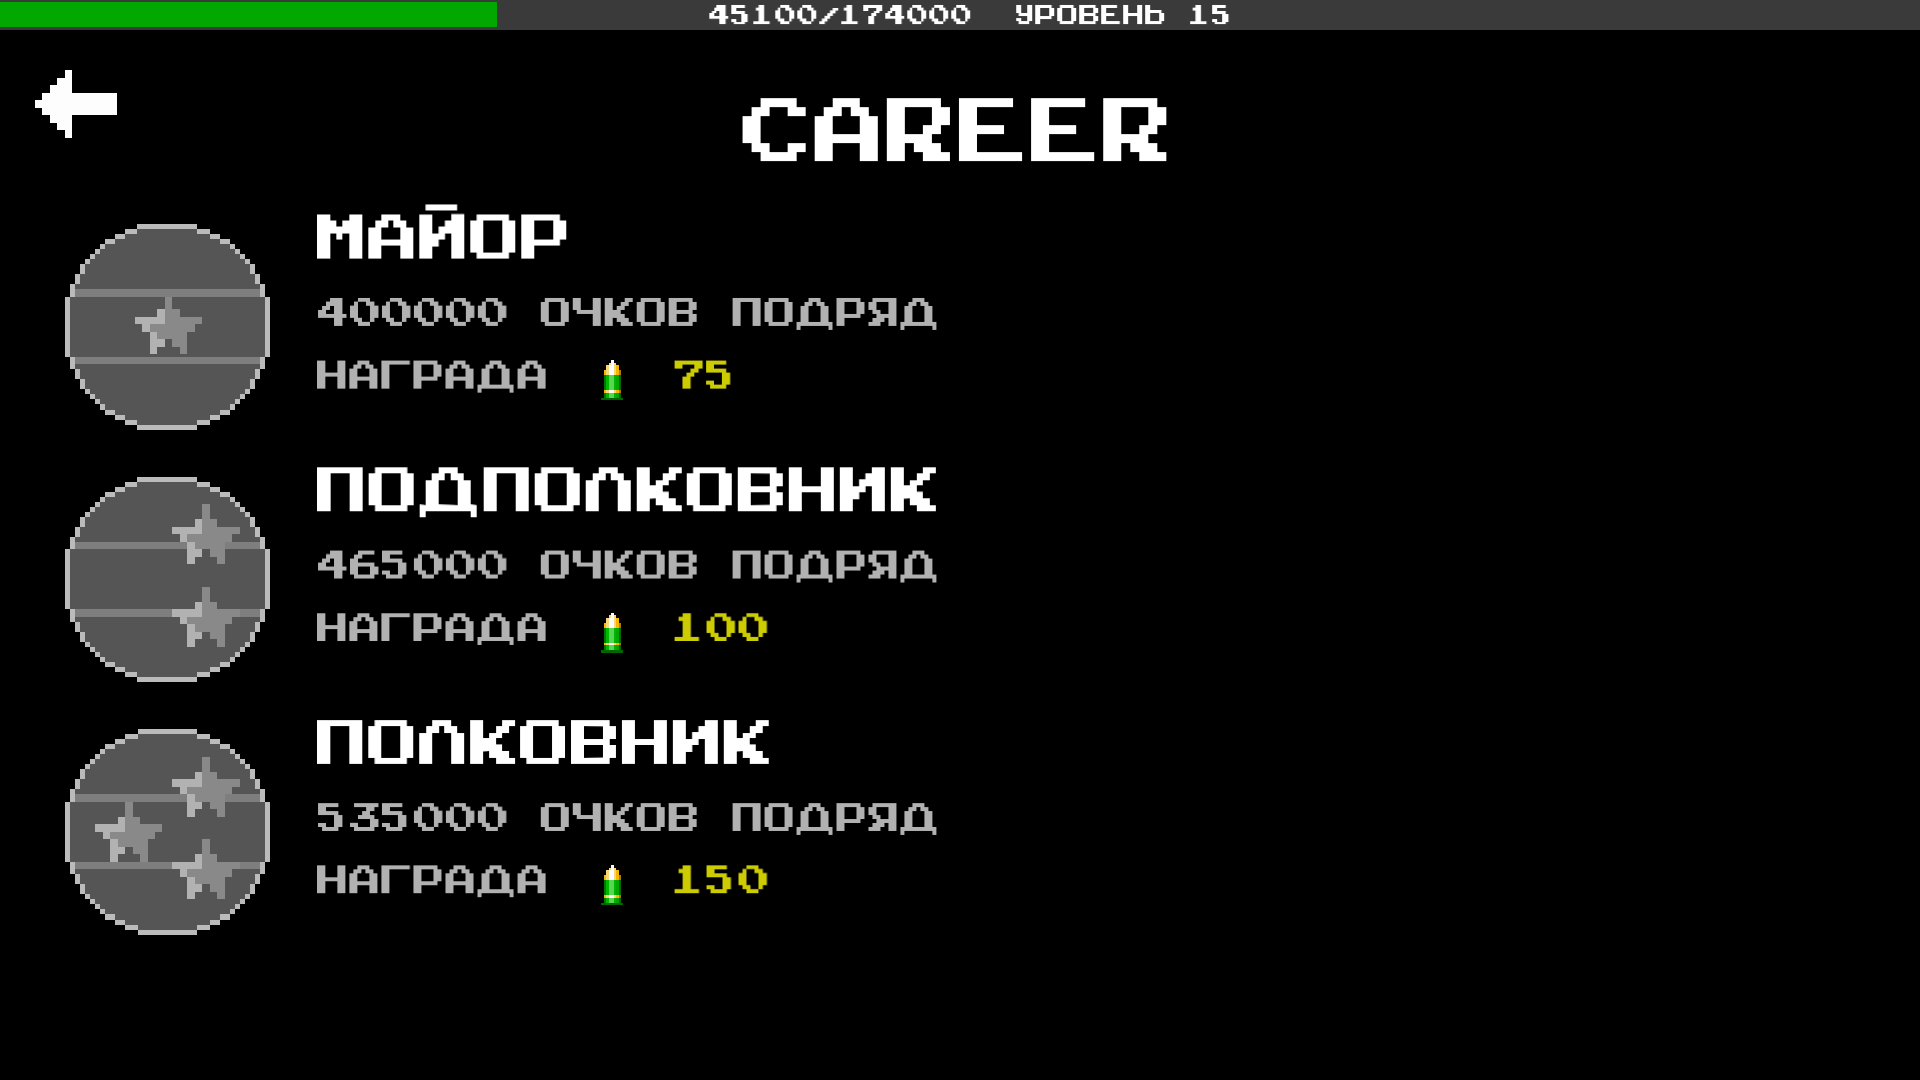 45100/174000 УРОВЕНЬ 15
CAREER
МАЙОР
400000 ОЧКОВ ПОДРЯД
НАГРАДА 75
ПОДПОЛКОВНИК
465000 ОЧКОВ ПОДРЯД
НАГРАДА 100
ПОЛКОВНИК
535000 ОЧКОВ ПОДРЯД
НАГРАДА 150